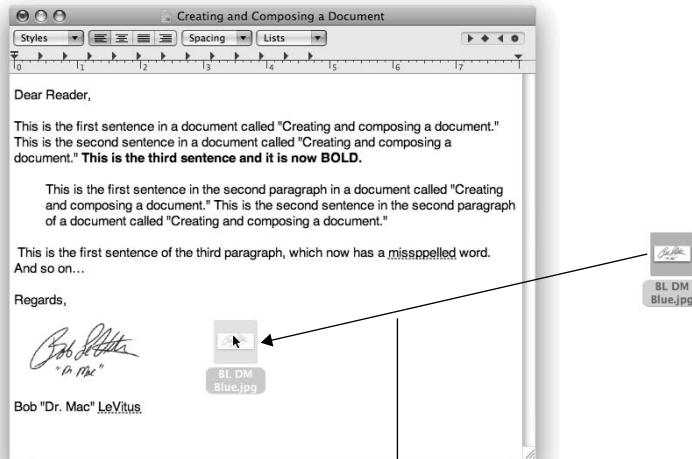 Creating and Composing a Document
Styles Spacing Lists
0 1 2 3 4 5 6 7
Dear Reader,
This is the first sentence in a document called "Creating and composing a document."
This is the second sentence in a document called "Creating and composing a
document." This is the third sentence and it is now BOLD.
This is the first sentence in the second paragraph in a document called "Creating
and composing a document." This is the second sentence in the second paragraph
of a document called "Creating and composing a document."
This is the first sentence of the third paragraph, which now has a missppelled word.
And so on…
Regards,
Bob LeVitus
"Dr. Mac"
BL DM
Blue.jpg
Bob "Dr. Mac" LeVitus
BL DM
Blue.jpg